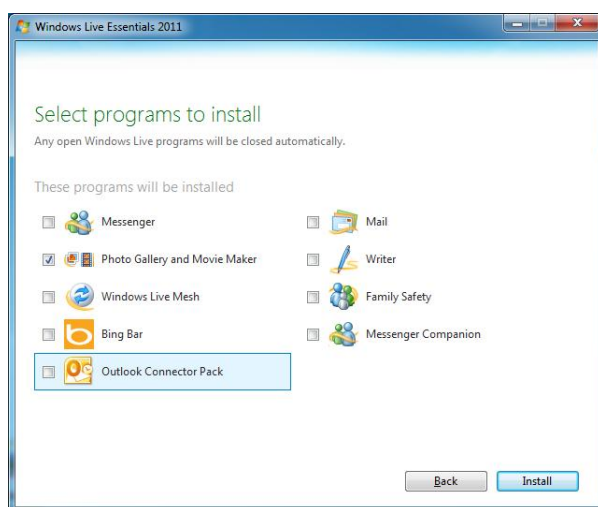 Windows Live Essentials 2011
Select programs to install
Any open Windows Live programs will be closed automatically.
These programs will be installed
Messenger
Mail
Photo Gallery and Movie Maker
Writer
Windows Live Mesh
Family Safety
Bing Bar
Messenger Companion
Outlook Connector Pack
Back
Install